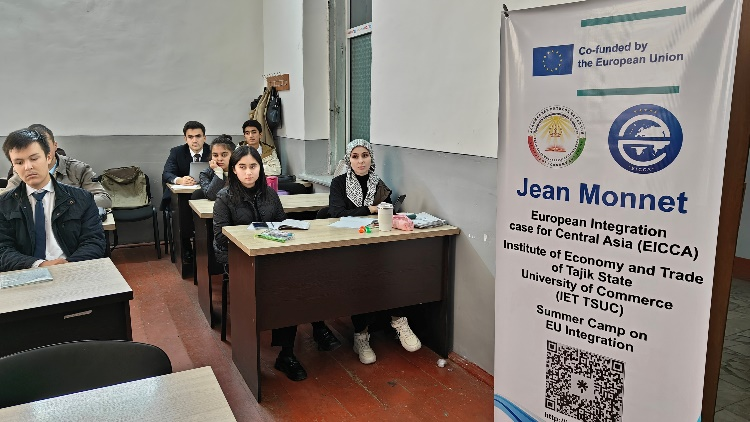 Co-funded by
the European Union
EICCA
Jean Monnet
European Integration
case for Central Asia (EICCA)
Institute of Economy and Trade
of Tajik State
University of Commerce
(IET TSUC)
Summer Camp on
EU Integration